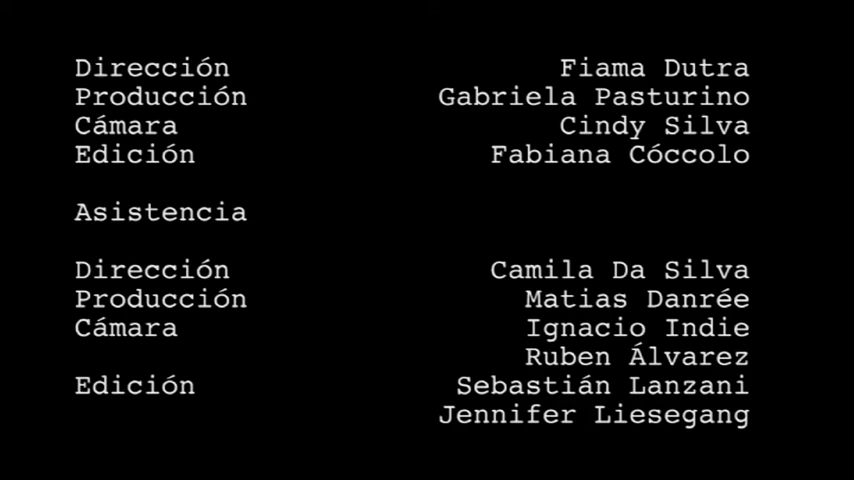 Dirección Fiama Dutra
Producción Gabriela Pasturino
Cámara Cindy Silva
Edición Fabiana Cóccolo
Asistencia
Dirección Camila Da Silva
Producción Matias Danrée
Cámara Ignacio Indie
Ruben Álvarez
Edición Sebastián Lanzani
Jennifer Liesegang